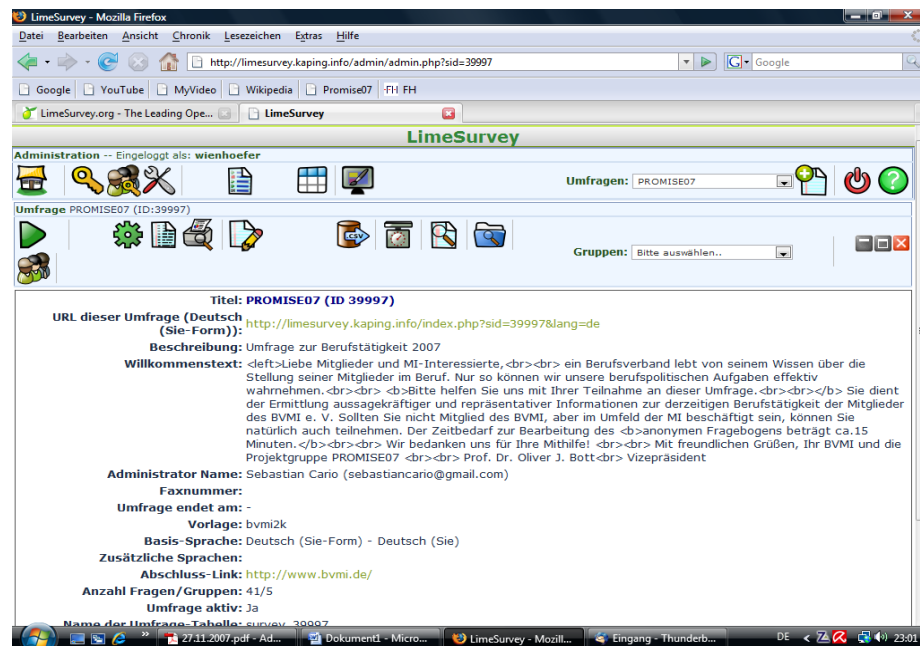 LimeSurvey - Mozilla Firefox
Datei Bearbeiten Ansicht Chronik Lesezeichen Extras Hilfe
http://limesurvey.kaping.info/admin/admin.php?sid=39997 G Google
Google YouTube MyVideo Wikipedia Promise07 FH FH
LimeSurvey.org - The Leading Ope... LimeSurvey
LimeSurvey
Administration -- Eingeloggt als: wienhoefer
Umfragen: PROMISE07
Umfrage PROMISE07 (ID:39997)
CSV
Gruppen: Bitte auswählen..
Titel: PROMISE07 (ID 39997)
URL dieser Umfrage (Deutsch
(Sie-Form)): http://limesurvey.kaping.info/index.php?sid=39997&lang=de
Beschreibung: Umfrage zur Berufstätigkeit 2007
Willkommenstext: <left>Liebe Mitglieder und MI-Interessierte,<br><br> ein Berufsverband lebt von seinem Wissen über die
Stellung seiner Mitglieder im Beruf. Nur so können wir unsere berufspolitischen Aufgaben effektiv
wahrnehmen.<br><br> <b>Bitte helfen Sie uns mit Ihrer Teilnahme an dieser Umfrage.<br><br></b> Sie dient
der Ermittlung aussagekräftiger und repräsentativer Informationen zur derzeitigen Berufstätigkeit der Mitglieder
des BVMI e. V. Sollten Sie nicht Mitglied des BVMI, aber im Umfeld der MI beschäftigt sein, können Sie
natürlich auch teilnehmen. Der Zeitbedarf zur Bearbeitung des <b>anonymen Fragebogens beträgt ca.15
Minuten.</b><br><br> Wir bedanken uns für Ihre Mithilfe! <br><br> Mit freundlichen Grüßen, Ihr BVMI und die
Projektgruppe PROMISE07 <br><br> Prof. Dr. Oliver J. Bott<br> Vizepräsident
Administrator Name: Sebastian Cario (sebastiancario@gmail.com)
Faxnummer:
Umfrage endet am: -
Vorlage: bvmi2k
Basis-Sprache: Deutsch (Sie-Form) - Deutsch (Sie)
Zusätzliche Sprachen:
Abschluss-Link: http://www.bvmi.de/
Anzahl Fragen/Gruppen: 41/5
Umfrage aktiv: Ja
Name der Umfrage-Tabelle: survey_39997
27.11.2007.pdf - Ad... Dokument1 - Micro... LimeSurvey - Mozill... Eingang - Thunderb... DE 23:01